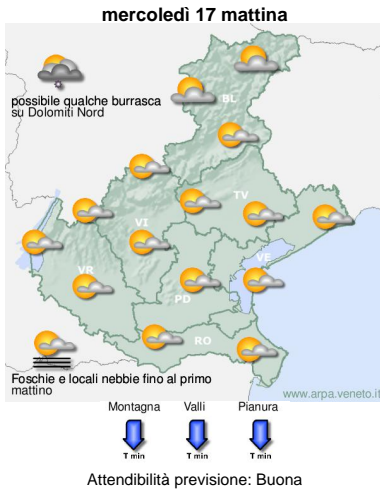 mercoledì 17 mattina
possibile qualche burrasca
su Dolomiti Nord
BL
TV
VI
VE
VR
PD
RO
Foschie e locali nebbie fino al primo
mattino
www.arpa.veneto.it
Montagna Valli Pianura
T min T min T min
Attendibilità previsione: Buona